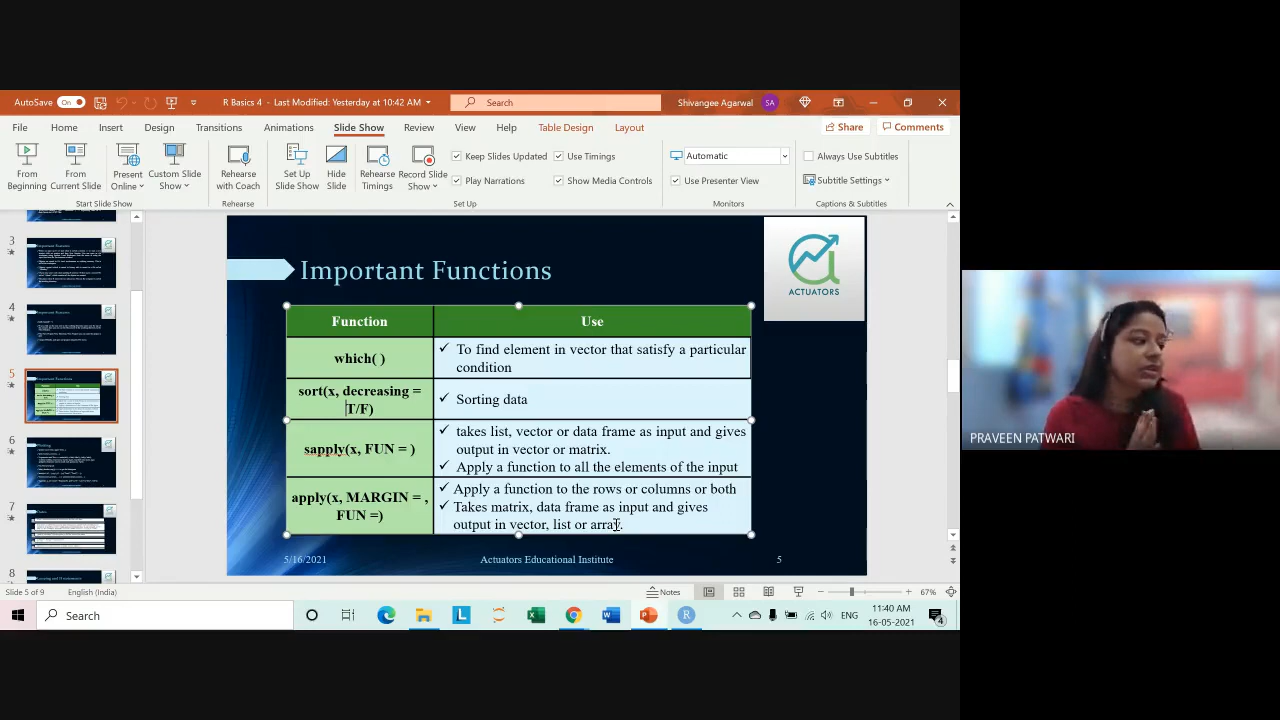 AutoSave On
R Basics 4 - Last Modified: Yesterday at 10:42 AM
Search
Shivangee Agarwal SA
File Home Insert Design Transitions Animations Slide Show Review View Help Table Design Layout
Share Comments
From Beginning
From Current Slide
Present Online
Custom Slide Show
Rehearse with Coach
Set Up Slide Show
Hide Slide
Rehearse Timings
Record Slide Show
Keep Slides Updated
Use Timings
Play Narrations
Show Media Controls
Automatic
Use Presenter View
Always Use Subtitles
Subtitle Settings
Start Slide Show
Rehearse
Set Up
Monitors
Captions & Subtitles
3
4
5
6
7
8
Important Functions
ACTUATORS
Function
Use
which( )
To find element in vector that satisfy a particular
condition
sort(x, decreasing =
T/F)
Sorting data
sapply(x, FUN = )
takes list, vector or data frame as input and gives
output in vector or matrix.
Apply a function to all the elements of the input
apply(x, MARGIN = ,
FUN =)
Apply a function to the rows or columns or both
Takes matrix, data frame as input and gives
output in vector, list or array.
5/16/2021
Actuators Educational Institute
5
PRAVEEN PATWARI
Slide 5 of 9
English (India)
Notes
67%
Search
ENG
11:40 AM
16-05-2021
4